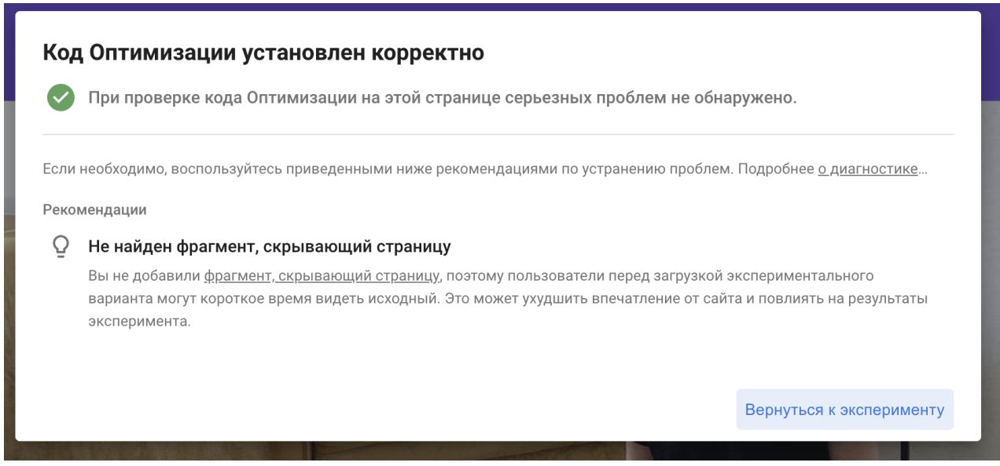 Код Оптимизации установлен корректно
При проверке кода Оптимизации на этой странице серьезных проблем не обнаружено.
Если необходимо, воспользуйтесь приведенными ниже рекомендациями по устранению проблем. Подробнее о диагностике…
Рекомендации
Не найден фрагмент, скрывающий страницу
Вы не добавили фрагмент, скрывающий страницу, поэтому пользователи перед загрузкой экспериментального
варианта могут короткое время видеть исходный. Это может ухудшить впечатление от сайта и повлиять на результаты
эксперимента.
Вернуться к эксперименту